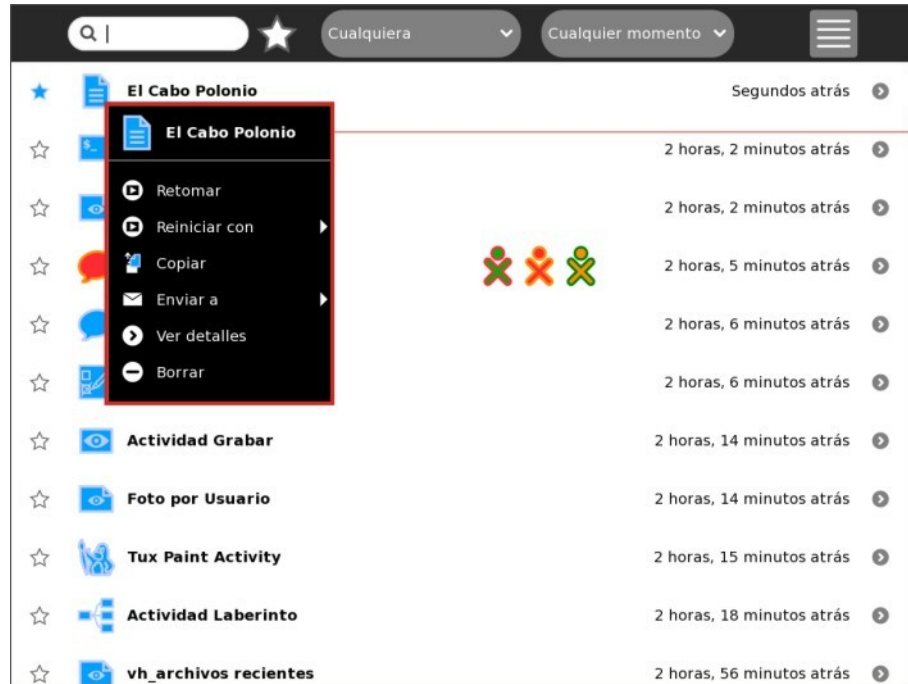 Cualquiera
Cualquier momento
El Cabo Polonio
Segundos atrás
El Cabo Polonio
$_
2 horas, 2 minutos atrás
Retomar
2 horas, 2 minutos atrás
Reiniciar con
Copiar
2 horas, 5 minutos atrás
Enviar a
2 horas, 6 minutos atrás
Ver detalles
Borrar
2 horas, 6 minutos atrás
Actividad Grabar
2 horas, 14 minutos atrás
Foto por Usuario
2 horas, 14 minutos atrás
Tux Paint Activity
2 horas, 15 minutos atrás
Actividad Laberinto
2 horas, 18 minutos atrás
vh_archivos recientes
2 horas, 56 minutos atrás